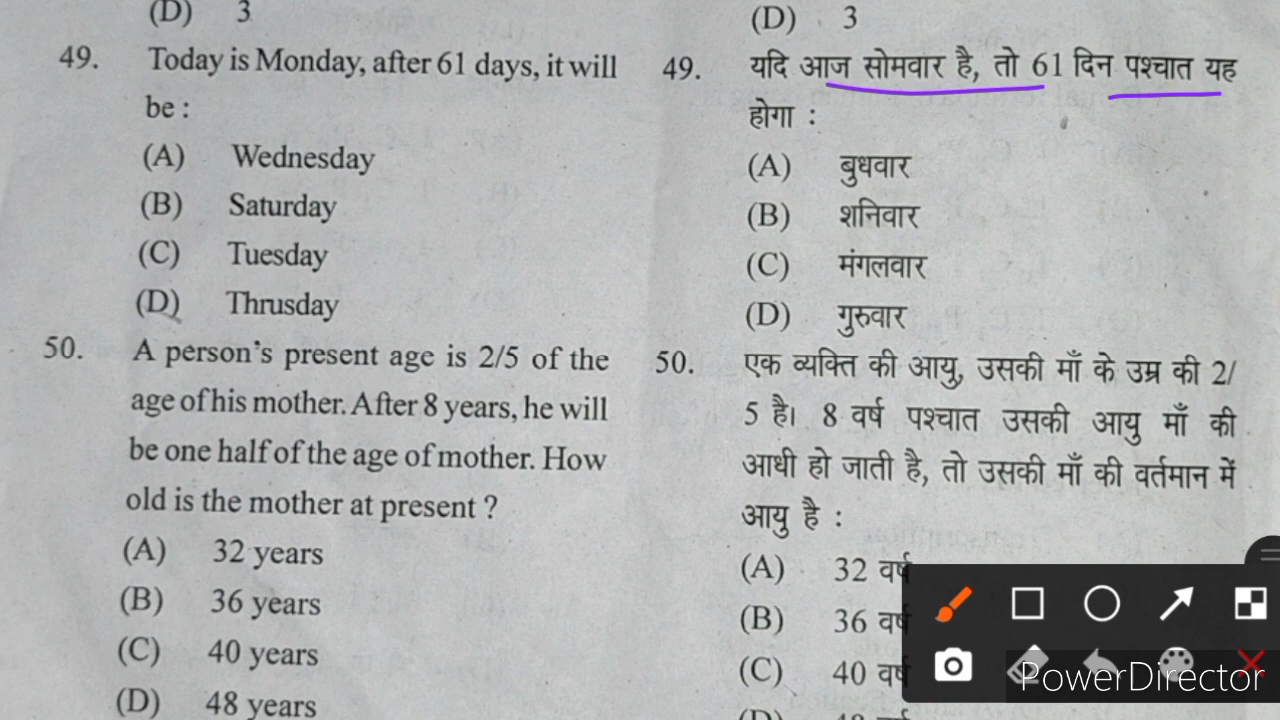 (D) 3
49. Today is Monday, after 61 days, it will
be :
(A) Wednesday
(B) Saturday
(C) Tuesday
(D) Thrusday
50. A person's present age is 2/5 of the
age of his mother. After 8 years, he will
be one half of the age of mother. How
old is the mother at present ?
(A) 32 years
(B) 36 years
(C) 40 years
(D) 48 years
(D) 3
49. यदि आज सोमवार है, तो 61 दिन पश्चात यह
होगा :
(A) बुधवार
(B) शनिवार
(C) मंगलवार
(D) गुरुवार
50. एक व्यक्ति की आयु, उसकी माँ के उम्र की 2/
5 है। 8 वर्ष पश्चात उसकी आयु माँ की
आधी हो जाती है, तो उसकी माँ की वर्तमान में
आयु है :
(A) 32 वर्ष
(B) 36 वर्ष
(C) 40 वर्ष
PowerDirector